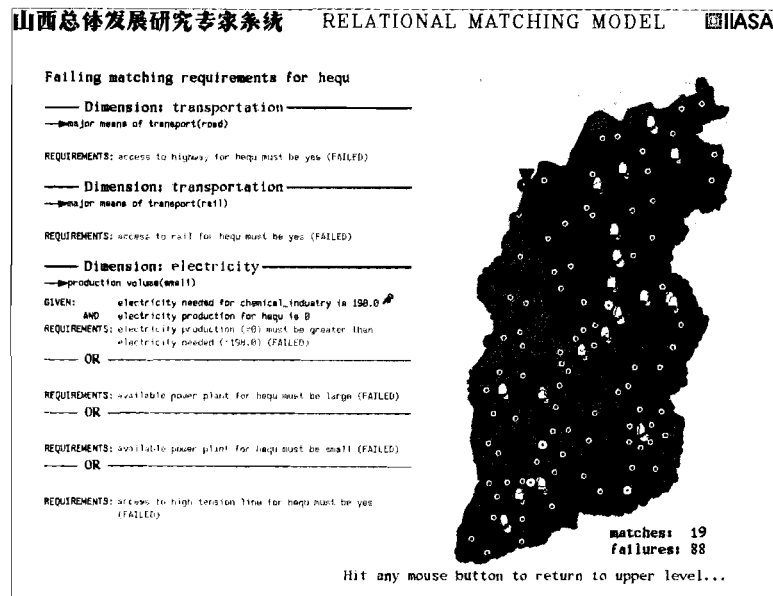 山西总体发展研究专家系统 RELATIONAL MATCHING MODEL IIASA
Failing matching requirements for hequ
Dimension: transportation
major means of transport(road)
REQUIREMENTS: access to highway for hequ must be yes (FAILED)
Dimension: transportation
major means of transport(rail)
REQUIREMENTS: access to rail for hequ must be yes (FAILED)
Dimension: electricity
production volume(small)
GIVEN: electricity needed for chemical_industry is 190.0
AND electricity production for hequ is 0
REQUIREMENTS: electricity production (=0) must be greater than
electricity needed (=190.0) (FAILED)
OR
REQUIREMENTS: available power plant for hequ must be large (FAILED)
OR
REQUIREMENTS: available power plant for hequ must be small (FAILED)
OR
REQUIREMENTS: access to high tension line for hequ must be yes
(FAILED)
matches: 19
failures: 88
Hit any mouse button to return to upper level...